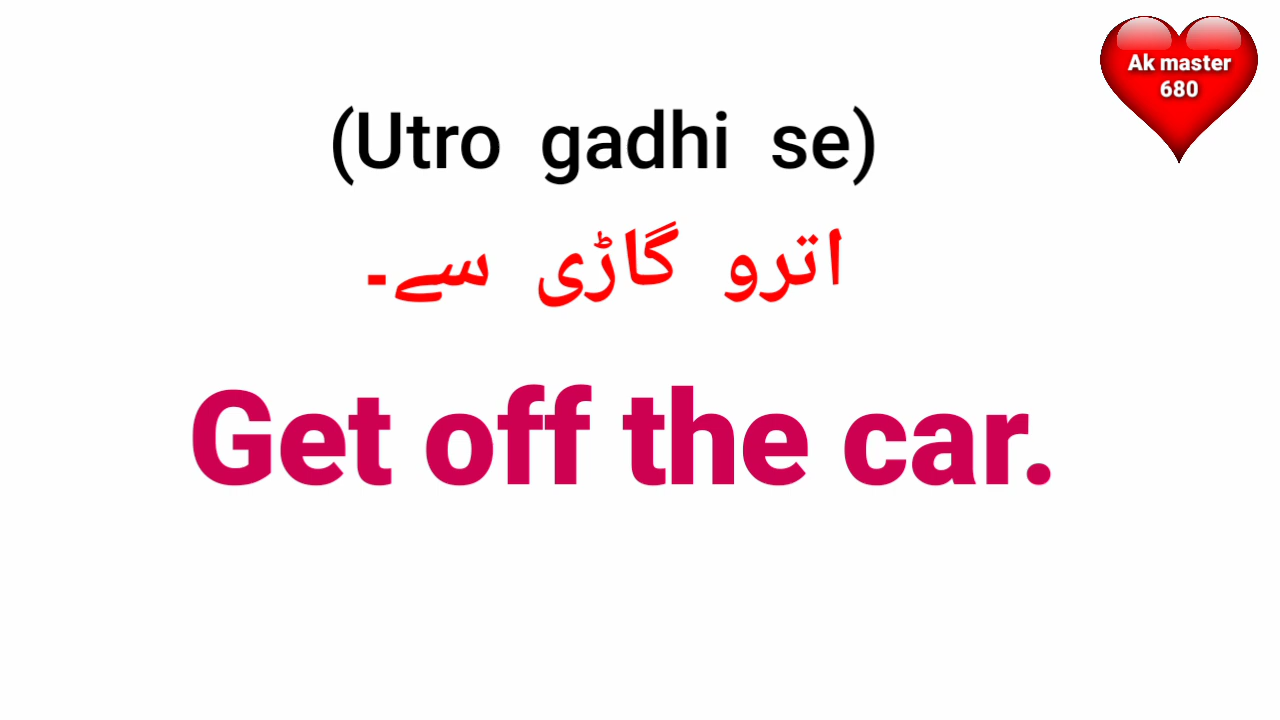 Ak master
680
(Utro gadhi se)
اترو گاڑی سے۔
Get off the car.